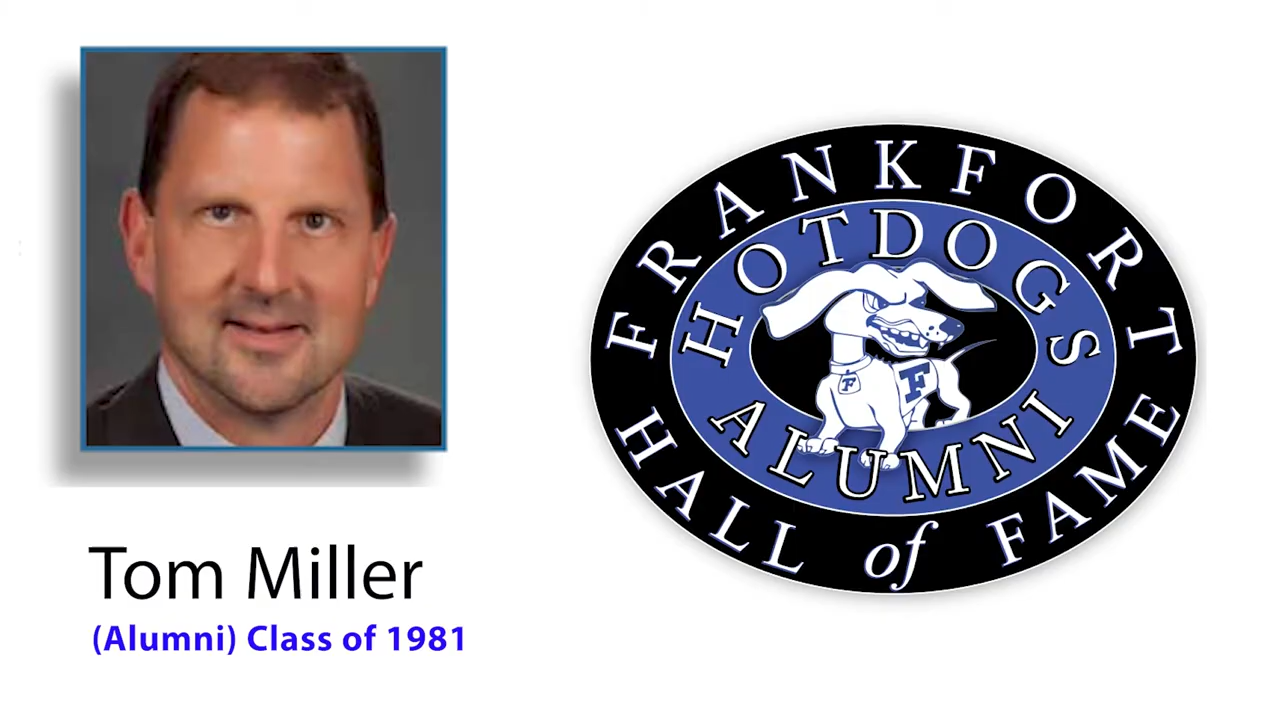 Tom Miller
(Alumni) Class of 1981
FRANKFORT
HOTDOGS
F
F
ALUMNI
HALL of FAME